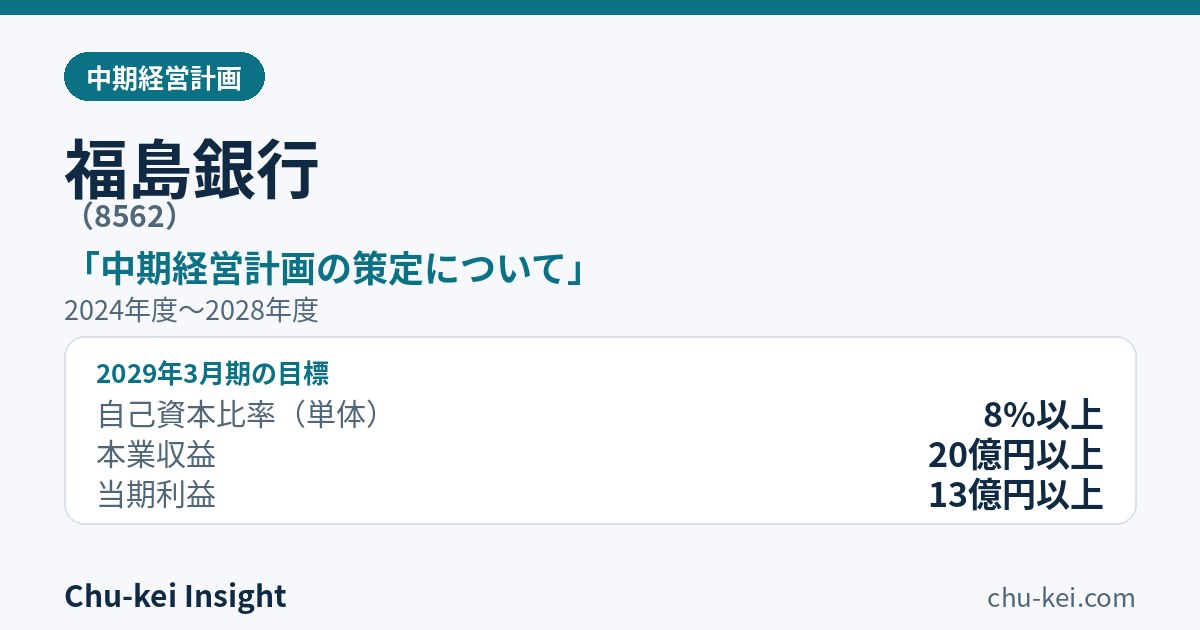 中期経営計画
福島銀行
（8562）
「中期経営計画の策定について」
2024年度〜2028年度
2029年3月期の目標
自己資本比率（単体） 8%以上
本業収益 20億円以上
当期利益 13億円以上
Chu-kei Insight chu-kei.com